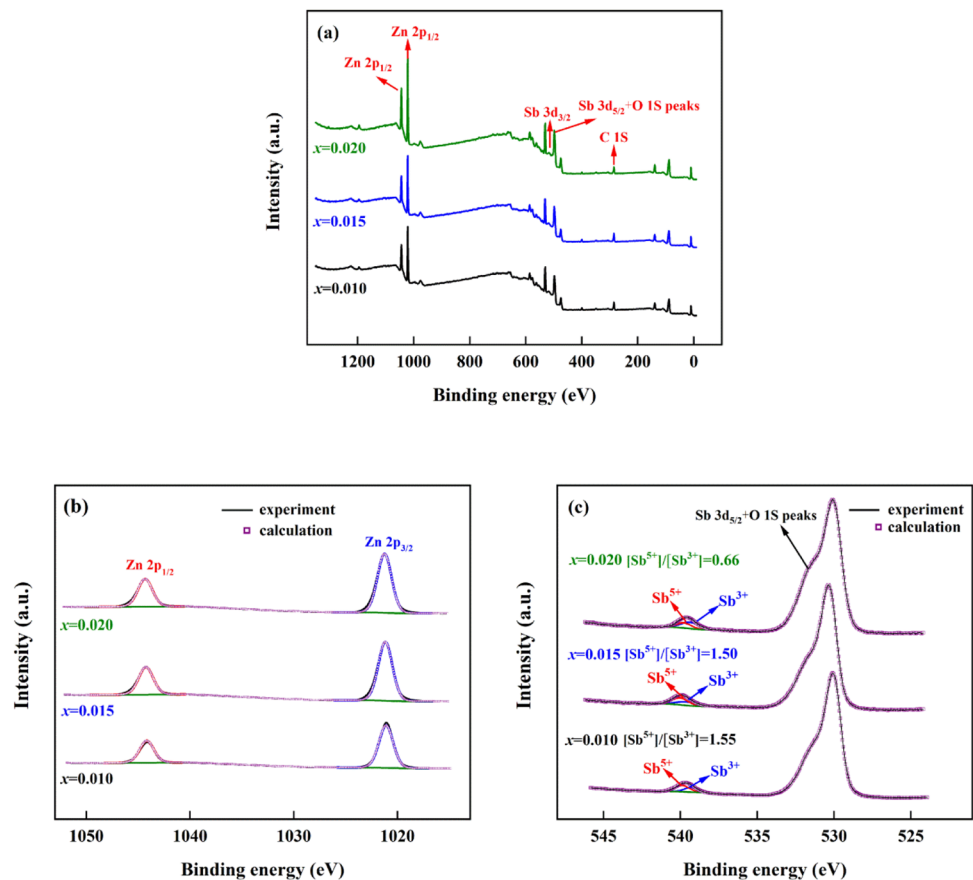 (a)
Zn 2p1/2
Zn 2p1/2
Sb 3d3/2
Sb 3d5/2+O 1S peaks
C 1S
x=0.020
x=0.015
x=0.010
Intensity (a.u.)
1200 1000 800 600 400 200 0
Binding energy (eV)
(b)
experiment
calculation
Zn 2p1/2
Zn 2p3/2
x=0.020
x=0.015
x=0.010
Intensity (a.u.)
1050 1040 1030 1020
Binding energy (eV)
(c)
experiment
calculation
Sb 3d5/2+O 1S peaks
x=0.020 [Sb5+]/[Sb3+]=0.66
Sb5+ Sb3+
x=0.015 [Sb5+]/[Sb3+]=1.50
Sb5+ Sb3+
x=0.010 [Sb5+]/[Sb3+]=1.55
Sb5+ Sb3+
Intensity (a.u.)
545 540 535 530 525
Binding energy (eV)